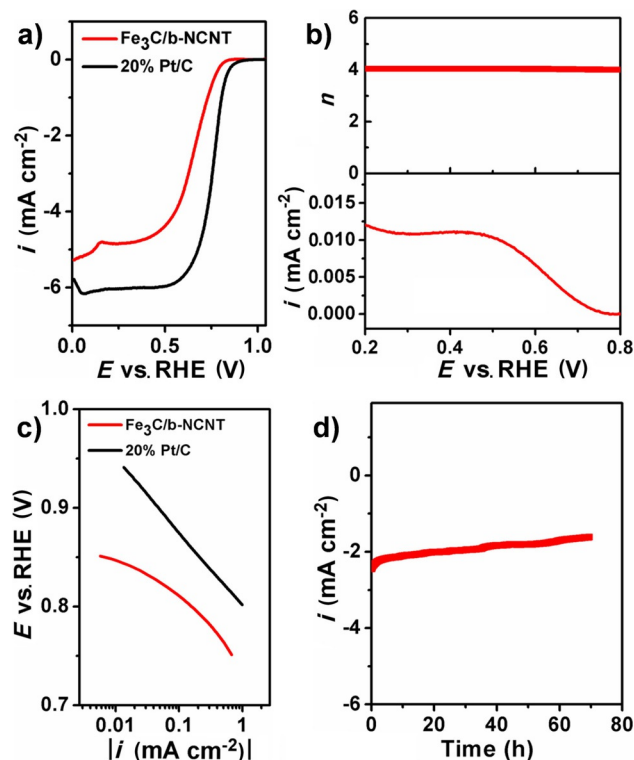 a)
Fe₃C/b-NCNT
20% Pt/C
0
-2
-4
-6
i (mA cm⁻²)
0.0 0.5 1.0
E vs. RHE (V)
b)
6
4
2
0
n
0.015
0.010
0.005
0.000
i (mA cm⁻²)
0.2 0.4 0.6 0.8
E vs. RHE (V)
c)
Fe₃C/b-NCNT
20% Pt/C
1.0
0.9
0.8
0.7
E vs. RHE (V)
0.01 0.1 1
|i (mA cm⁻²)|
d)
0
-2
-4
-6
i (mA cm⁻²)
0 20 40 60 80
Time (h)